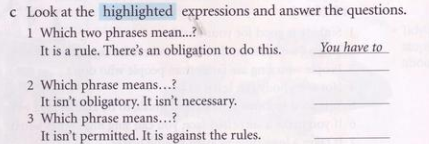 c Look at the highlighted expressions and answer the questions.
1 Which two phrases mean...?
It is a rule. There's an obligation to do this. You have to
2 Which phrase means...?
It isn't obligatory. It isn't necessary.
3 Which phrase means...?
It isn't permitted. It is against the rules.